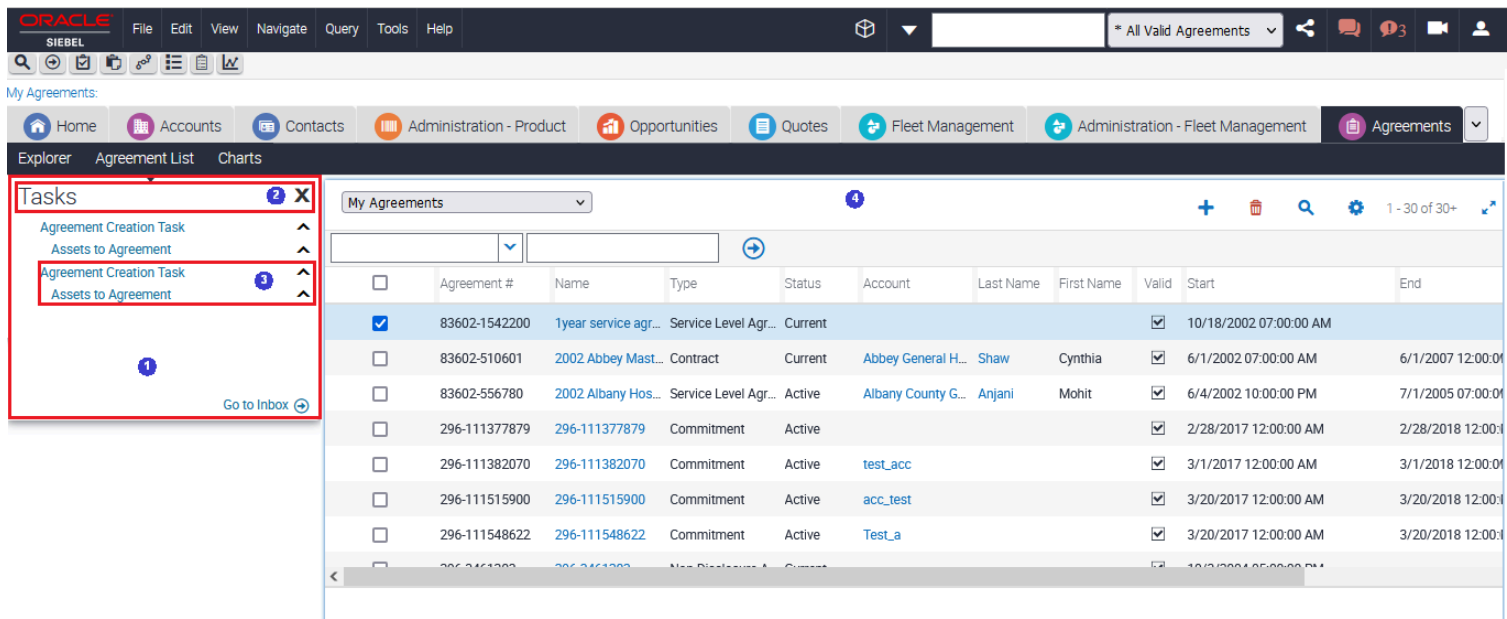 ORACLE
SIEBEL
File Edit View Navigate Query Tools Help
* All Valid Agreements
3
My Agreements:
Home Accounts Contacts Administration - Product Opportunities Quotes Fleet Management Administration - Fleet Management Agreements
Explorer Agreement List Charts
Tasks 2 X
Agreement Creation Task
Assets to Agreement
Agreement Creation Task 3
Assets to Agreement
1
Go to Inbox
My Agreements 4 1 - 30 of 30+
Agreement # Name Type Status Account Last Name First Name Valid Start End
83602-1542200 1year service agr... Service Level Agr... Current 10/18/2002 07:00:00 AM
83602-510601 2002 Abbey Mast... Contract Current Abbey General H... Shaw Cynthia 6/1/2002 07:00:00 AM 6/1/2007 12:00:0
83602-556780 2002 Albany Hos... Service Level Agr... Active Albany County G... Anjani Mohit 6/4/2002 10:00:00 PM 7/1/2005 07:00:0
296-111377879 296-111377879 Commitment Active 2/28/2017 12:00:00 AM 2/28/2018 12:00:
296-111382070 296-111382070 Commitment Active test_acc 3/1/2017 12:00:00 AM 3/1/2018 12:00:0
296-111515900 296-111515900 Commitment Active acc_test 3/20/2017 12:00:00 AM 3/20/2018 12:00:
296-111548622 296-111548622 Commitment Active Test_a 3/20/2017 12:00:00 AM 3/20/2018 12:00: